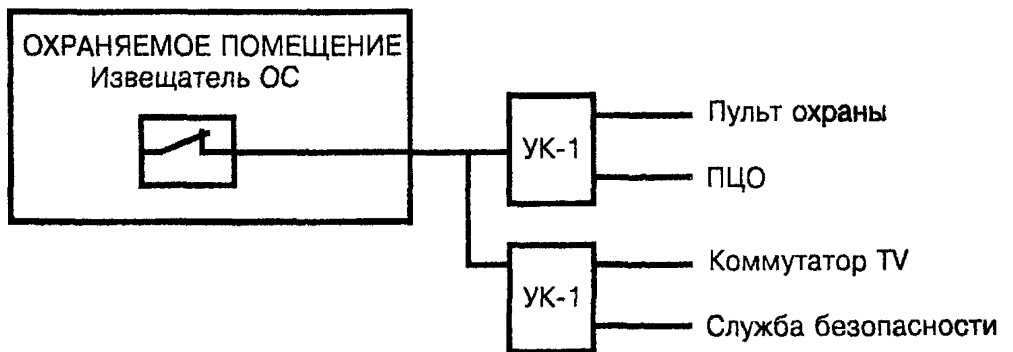 ОХРАНЯЕМОЕ ПОМЕЩЕНИЕ
Извещатель ОС
УК-1
Пульт охраны
ПЦО
УК-1
Коммутатор TV
Служба безопасности